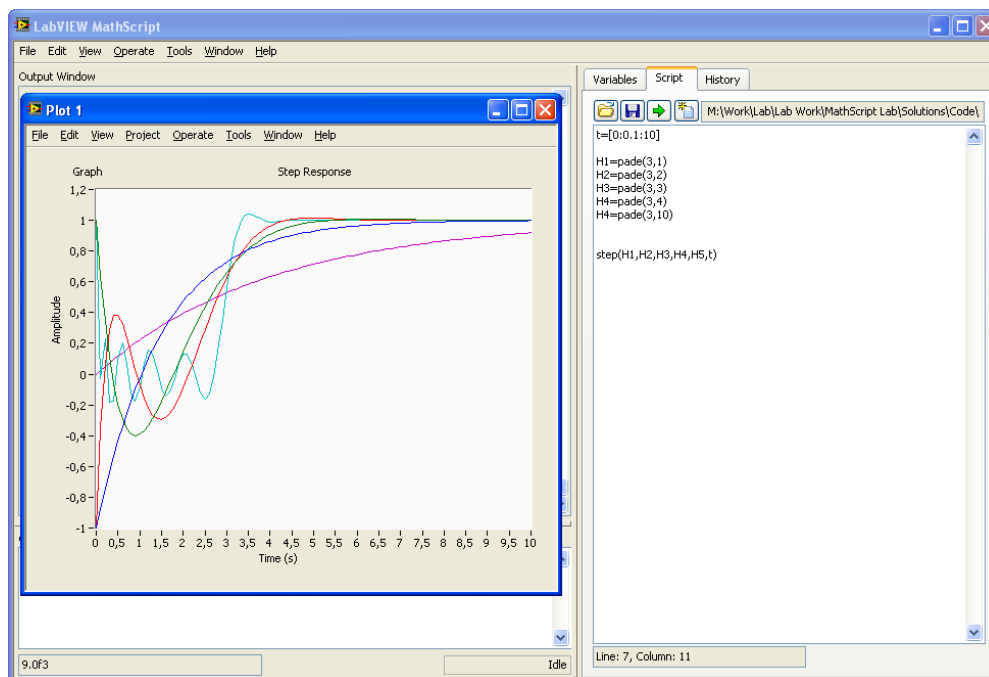 LabVIEW MathScript
File Edit View Operate Tools Window Help
Output Window
Plot 1
File Edit View Project Operate Tools Window Help
Graph
Step Response
1,2
1
0,8
0,6
0,4
0,2
0
-0,2
-0,4
-0,6
-0,8
-1
Amplitude
0 0,5 1 1,5 2 2,5 3 3,5 4 4,5 5 5,5 6 6,5 7 7,5 8 8,5 9 9,5 10
Time (s)
9.0f3
Idle
Variables Script History
M:\Work\Lab\Lab Work\MathScript Lab\Solutions\Code\
t=[0:0.1:10]
H1=pade(3,1)
H2=pade(3,2)
H3=pade(3,3)
H4=pade(3,4)
H4=pade(3,10)
step(H1,H2,H3,H4,H5,t)
Line: 7, Column: 11